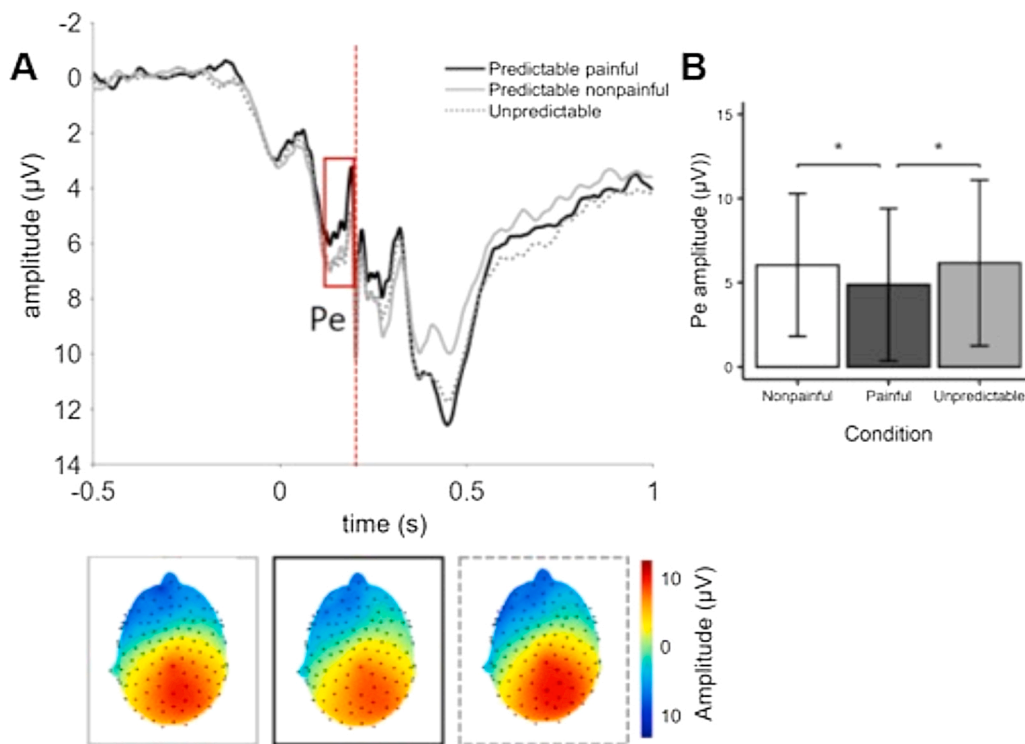 A
-2
0
2
4
6
8
10
12
14
amplitude (µV)
Predictable painful
Predictable nonpainful
Unpredictable
Pe
-0.5
0
0.5
1
time (s)
B
15
10
5
0
Pe amplitude (µV))
*
*
Nonpainful
Painful
Unpredictable
Condition
10
0
10
Amplitude (µV)